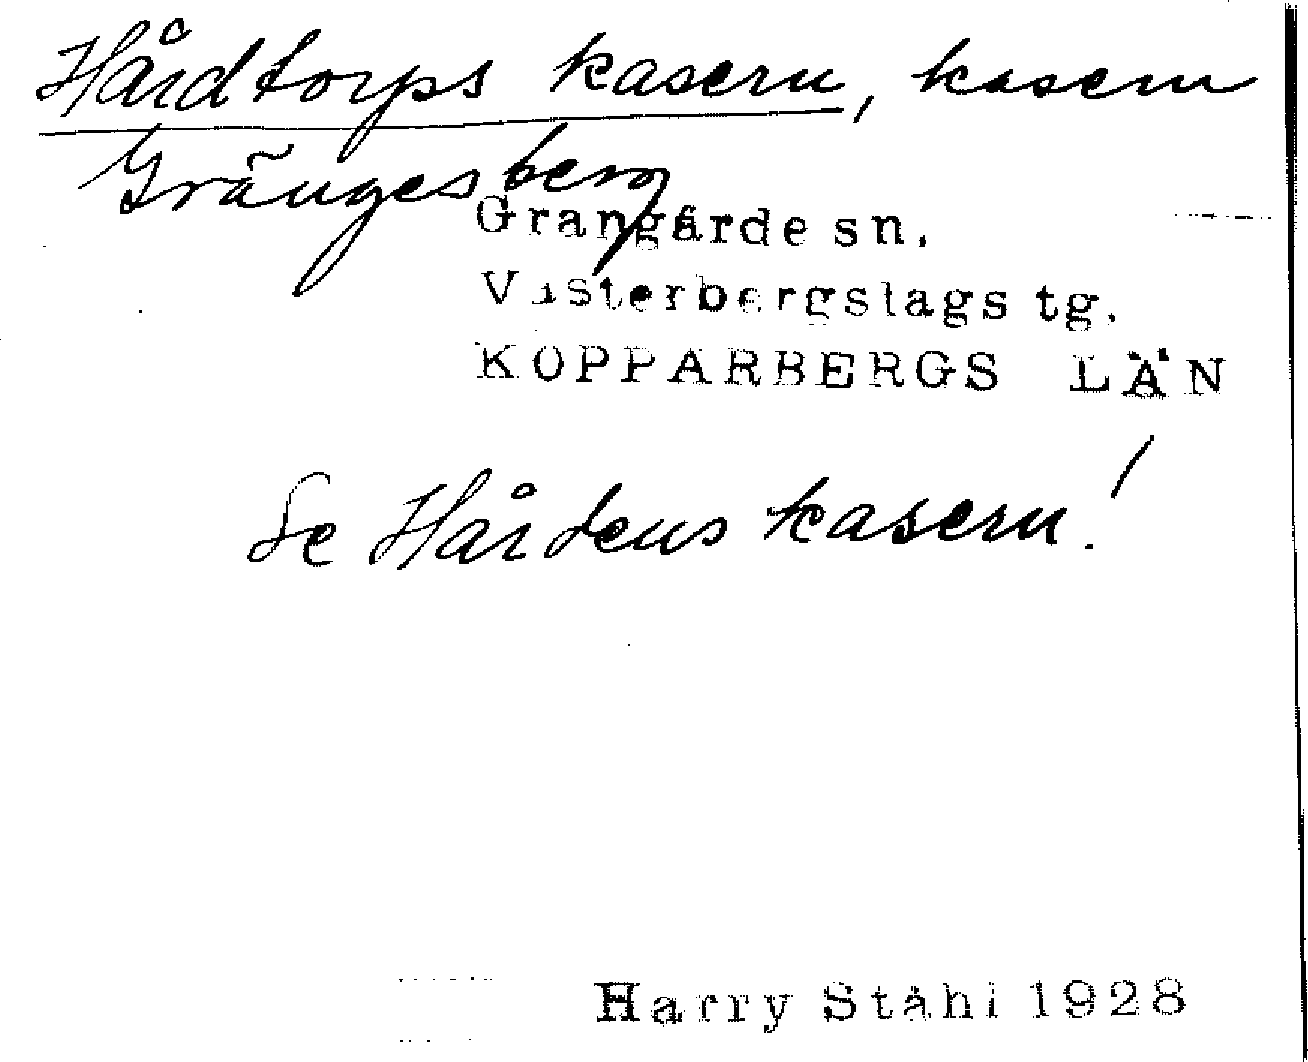 Hårdtorps kasern, kasern
Grängesberg
Grangärde sn.
Västerbergslags tg.
KOPPARBERGS LÄN
Se Hårdens kasern!
Harry Ståhl 1928